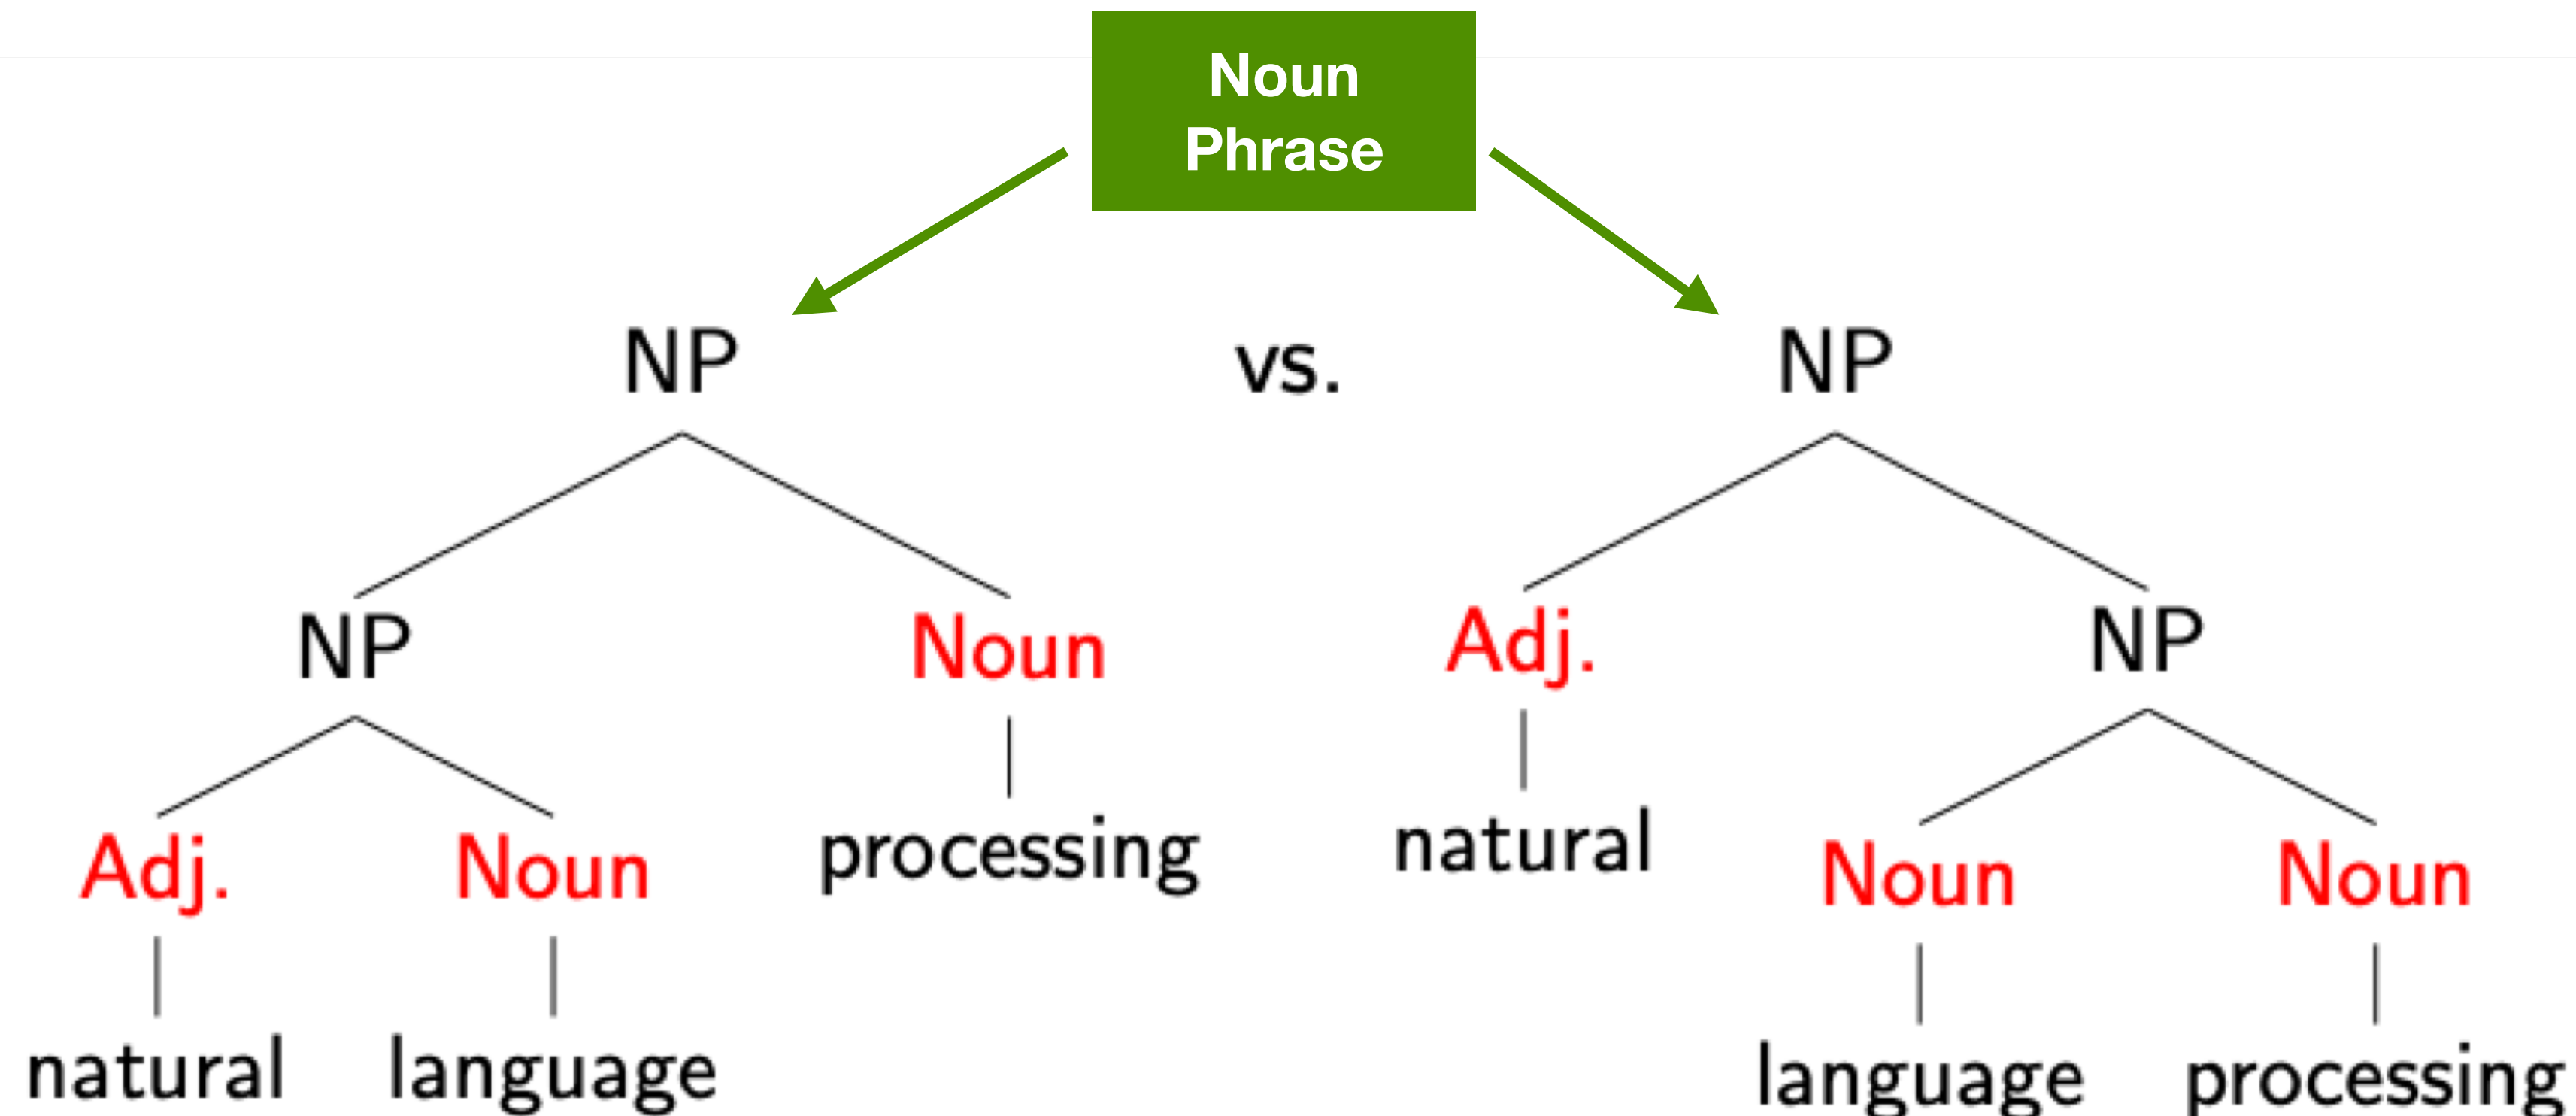 Noun
Phrase
NP vs. NP
NP Noun Adj. NP
processing natural
Adj. Noun Noun Noun
natural language language processing